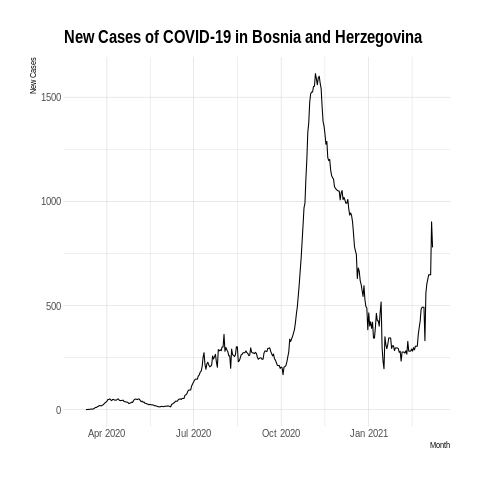 New Cases of COVID-19 in Bosnia and Herzegovina
New Cases
1500
1000
500
0
Apr 2020 Jul 2020 Oct 2020 Jan 2021
Month